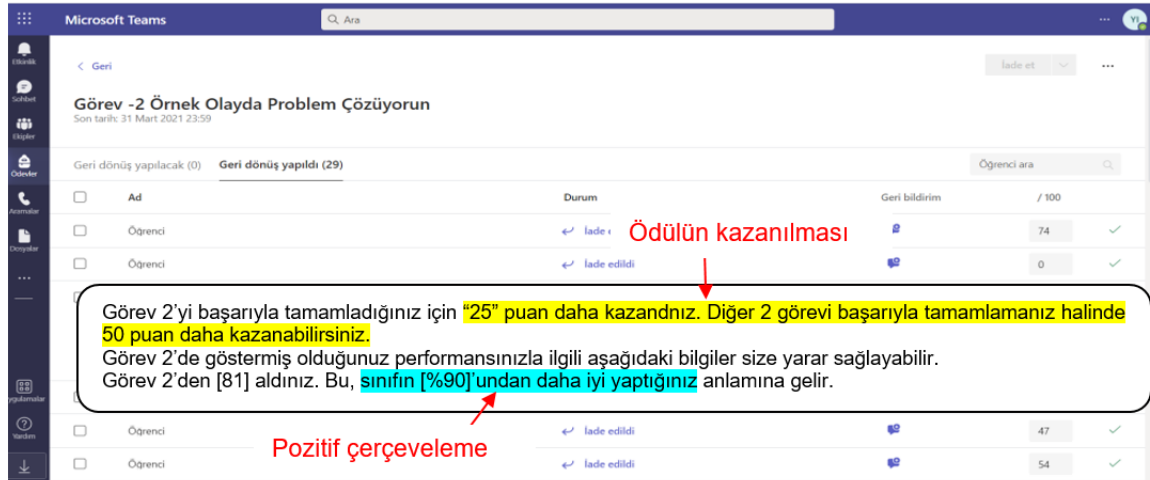 Microsoft Teams
Ara
YI
Etkinlik
Sohbet
Ekipler
Ödevler
Aramalar
Dosyalar
ygulamalar
Yardım
Geri
İade et
Görev -2 Örnek Olayda Problem Çözüyorun
Son tarih: 31 Mart 2021 23:59
Geri dönüş yapılacak (0) Geri dönüş yapıldı (29)
Öğrenci ara
Ad Durum Geri bildirim / 100
Öğrenci İade 74
Ödülün kazanılması
Öğrenci İade edildi 0
Görev 2’yi başarıyla tamamladığınız için “25” puan daha kazandnız. Diğer 2 görevi başarıyla tamamlamanız halinde
50 puan daha kazanabilirsiniz.
Görev 2’de göstermiş olduğunuz performansınızla ilgili aşağıdaki bilgiler size yarar sağlayabilir.
Görev 2’den [81] aldınız. Bu, sınıfın [%90]’undan daha iyi yaptığınız anlamına gelir.
Öğrenci İade edildi 47
Pozitif çerçeveleme
Öğrenci İade edildi 54